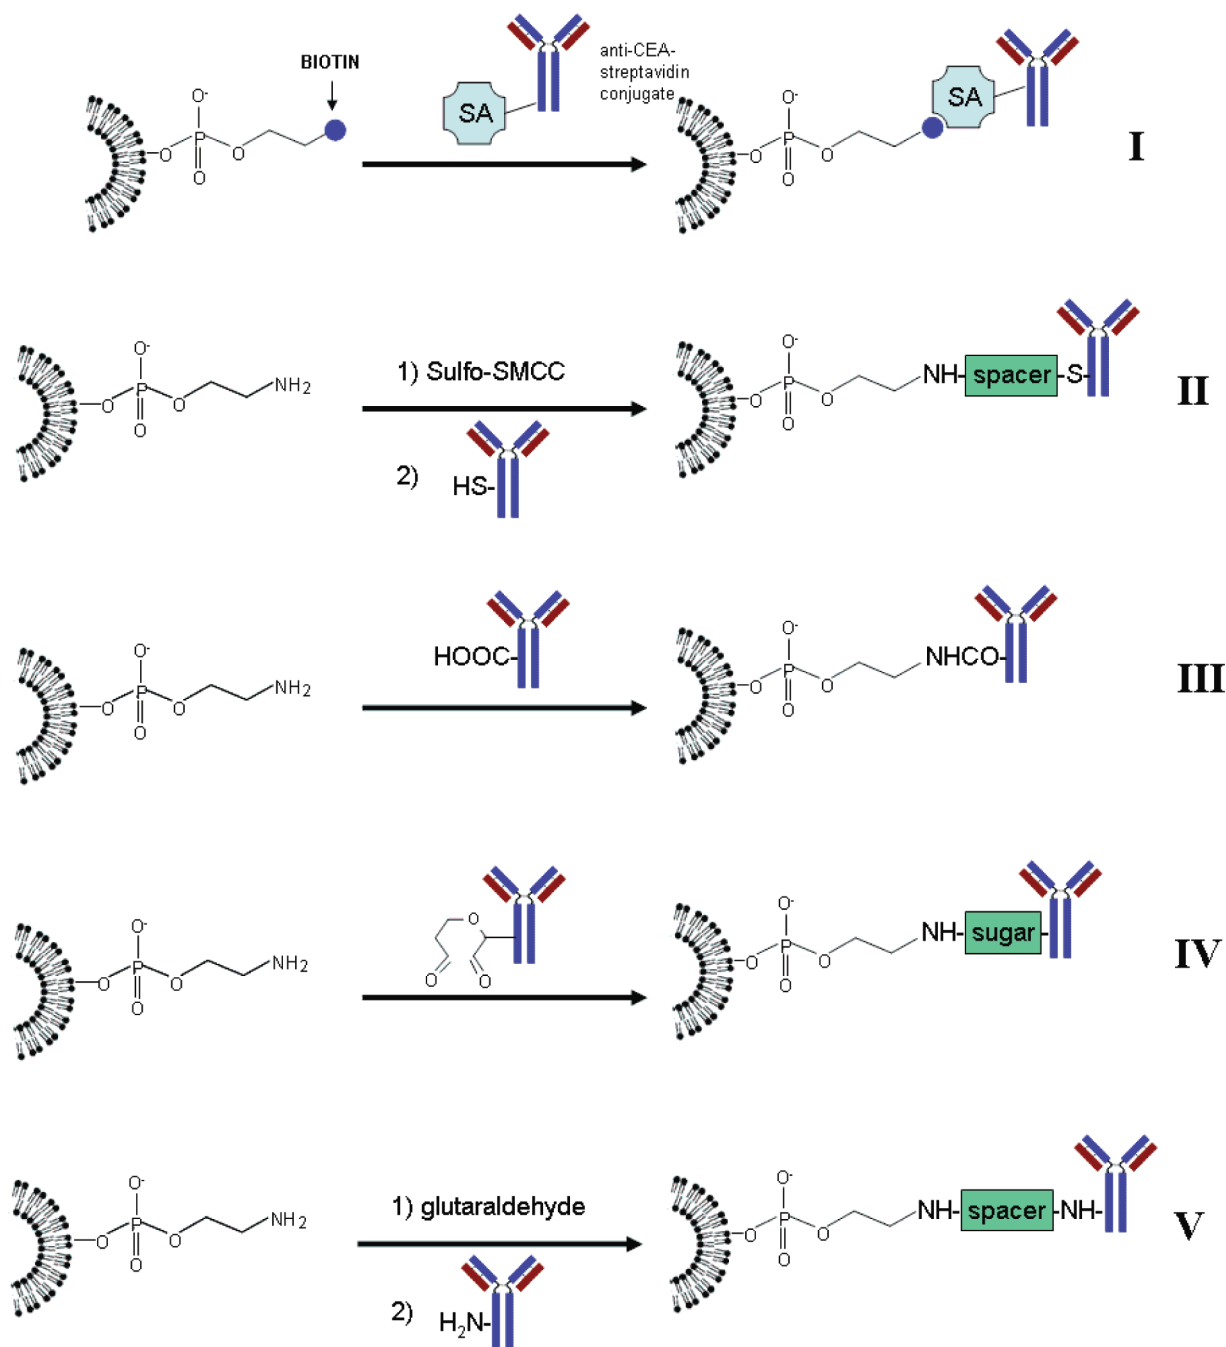 BIOTIN
O-
P
O
O
O
SA
anti-CEA-
streptavidin
conjugate
O-
P
O
O
O
SA
I
O-
P
O
O
O
NH2
1) Sulfo-SMCC
2)
HS-
O-
P
O
O
O
NH-spacer-S-
II
O-
P
O
O
O
NH2
HOOC-
O-
P
O
O
O
NHCO-
III
O-
P
O
O
O
NH2
O
O
O
O-
P
O
O
O
NH-sugar-
IV
O-
P
O
O
O
NH2
1) glutaraldehyde
2)
H2N-
O-
P
O
O
O
NH-spacer-NH-
V